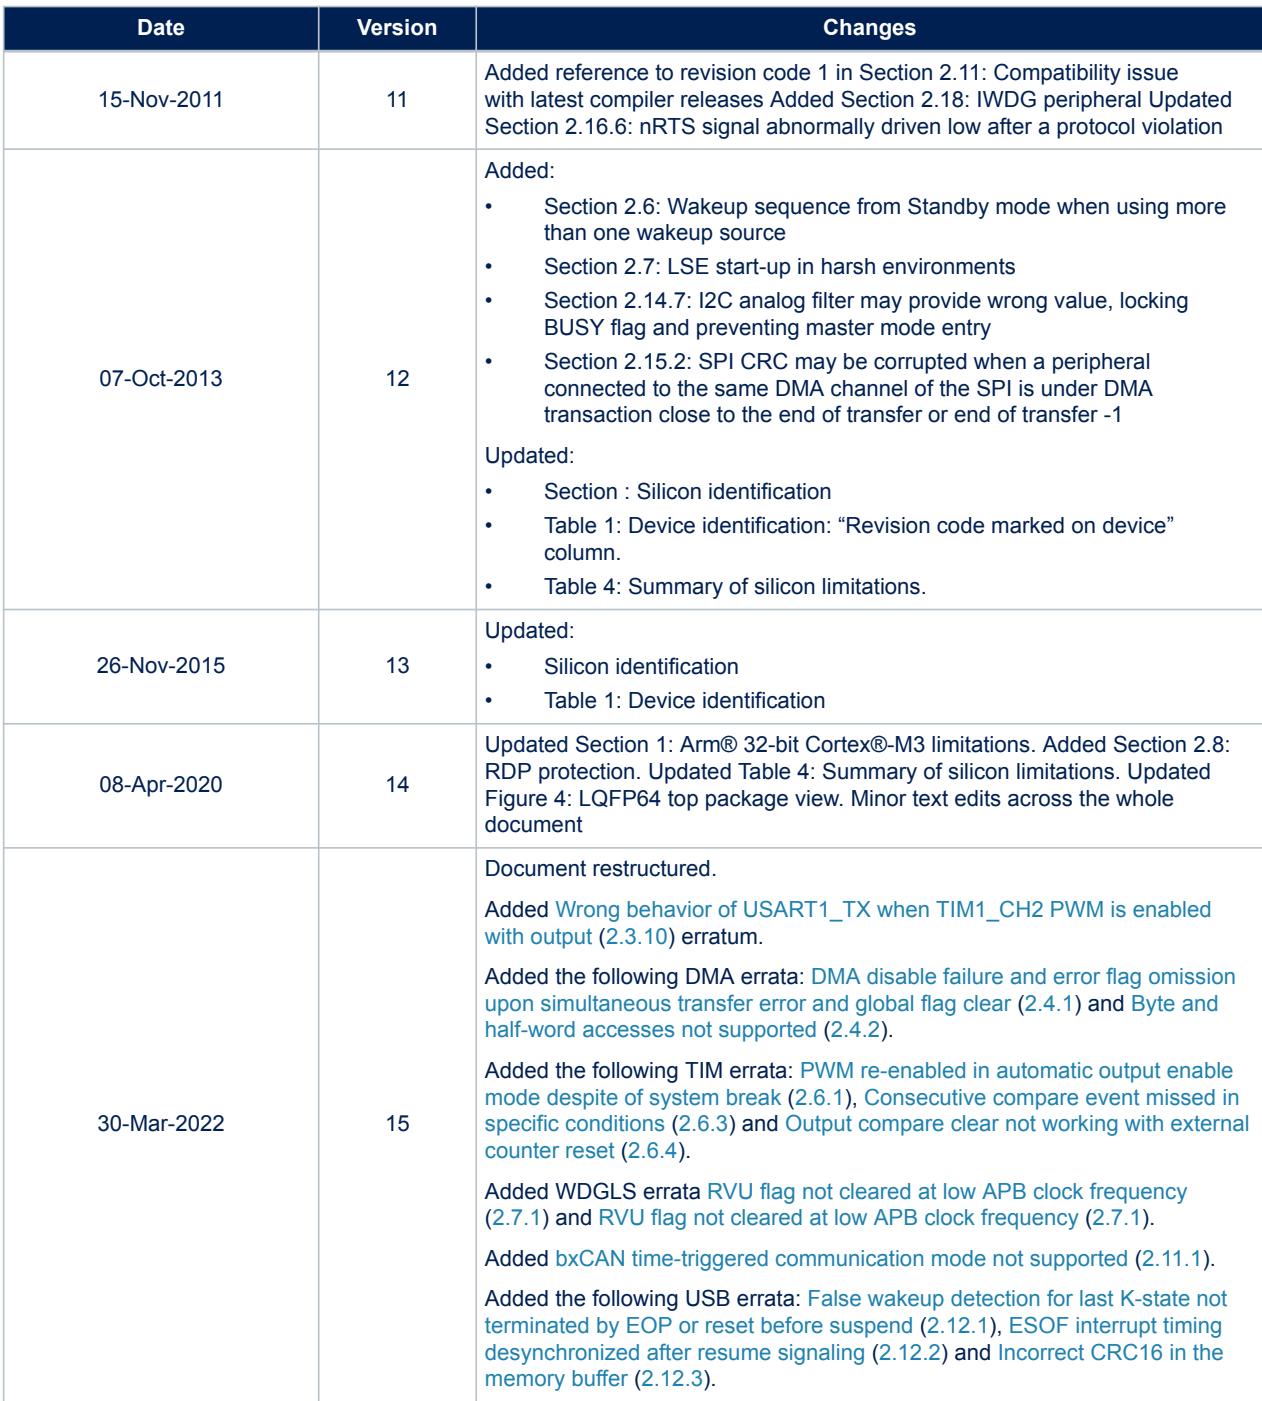 Date Version Changes
15-Nov-2011 11 Added reference to revision code 1 in Section 2.11: Compatibility issue
with latest compiler releases Added Section 2.18: IWDG peripheral Updated
Section 2.16.6: nRTS signal abnormally driven low after a protocol violation
07-Oct-2013 12 Added:
• Section 2.6: Wakeup sequence from Standby mode when using more
than one wakeup source
• Section 2.7: LSE start-up in harsh environments
• Section 2.14.7: I2C analog filter may provide wrong value, locking
BUSY flag and preventing master mode entry
• Section 2.15.2: SPI CRC may be corrupted when a peripheral
connected to the same DMA channel of the SPI is under DMA
transaction close to the end of transfer or end of transfer -1
Updated:
• Section : Silicon identification
• Table 1: Device identification: “Revision code marked on device”
column.
• Table 4: Summary of silicon limitations.
26-Nov-2015 13 Updated:
• Silicon identification
• Table 1: Device identification
08-Apr-2020 14 Updated Section 1: Arm® 32-bit Cortex®-M3 limitations. Added Section 2.8:
RDP protection. Updated Table 4: Summary of silicon limitations. Updated
Figure 4: LQFP64 top package view. Minor text edits across the whole
document
30-Mar-2022 15 Document restructured.
Added Wrong behavior of USART1_TX when TIM1_CH2 PWM is enabled
with output (2.3.10) erratum.
Added the following DMA errata: DMA disable failure and error flag omission
upon simultaneous transfer error and global flag clear (2.4.1) and Byte and
half-word accesses not supported (2.4.2).
Added the following TIM errata: PWM re-enabled in automatic output enable
mode despite of system break (2.6.1), Consecutive compare event missed in
specific conditions (2.6.3) and Output compare clear not working with external
counter reset (2.6.4).
Added WDGLS errata RVU flag not cleared at low APB clock frequency
(2.7.1) and RVU flag not cleared at low APB clock frequency (2.7.1).
Added bxCAN time-triggered communication mode not supported (2.11.1).
Added the following USB errata: False wakeup detection for last K-state not
terminated by EOP or reset before suspend (2.12.1), ESOF interrupt timing
desynchronized after resume signaling (2.12.2) and Incorrect CRC16 in the
memory buffer (2.12.3).